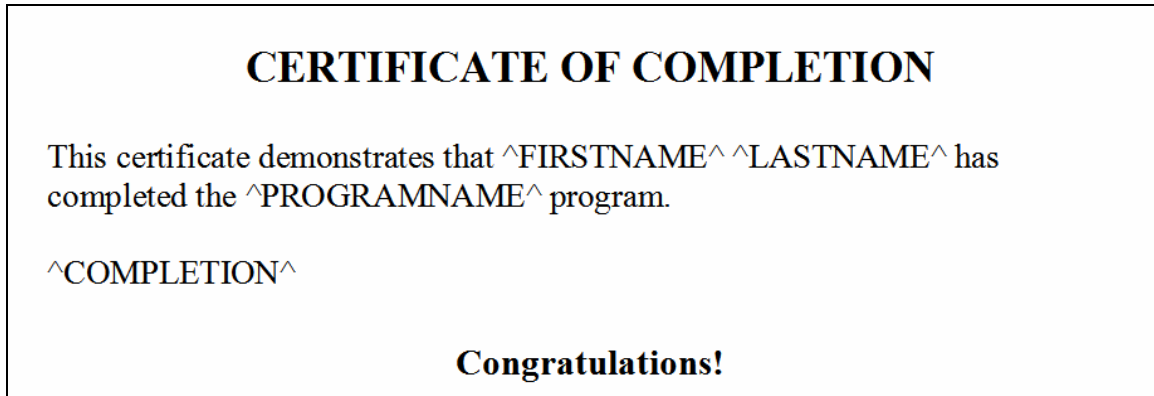 CERTIFICATE OF COMPLETION
This certificate demonstrates that ^FIRSTNAME^ ^LASTNAME^ has
completed the ^PROGRAMNAME^ program.
^COMPLETION^
Congratulations!